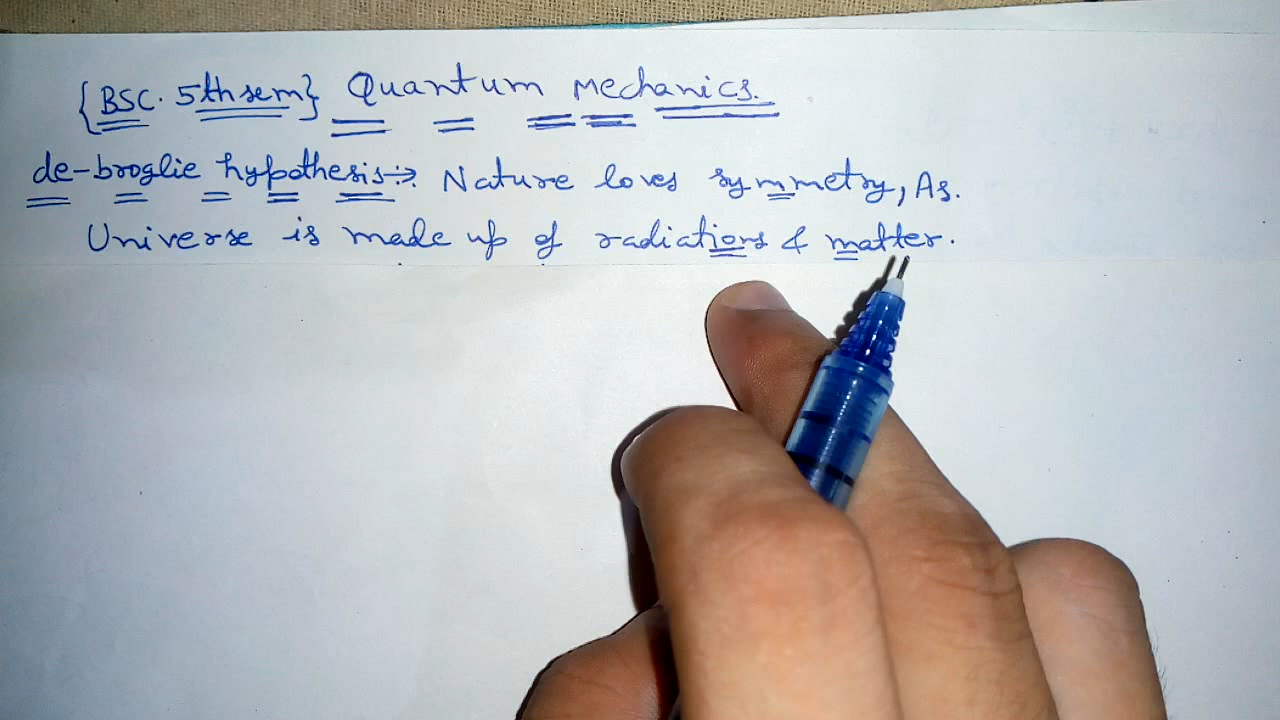 {BSC. 5th sem} Quantum Mechanics.
de-broglie hypothesis:→ Nature loves symmetry, As.
Universe is made up of radiations & matter.